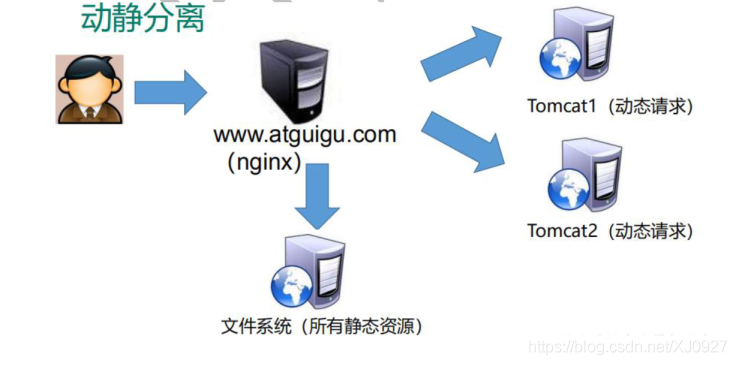 动静分离
www.atguigu.com
（nginx）
Tomcat1（动态请求）
Tomcat2（动态请求）
文件系统（所有静态资源）
https://blog.csdn.net/XJ0927